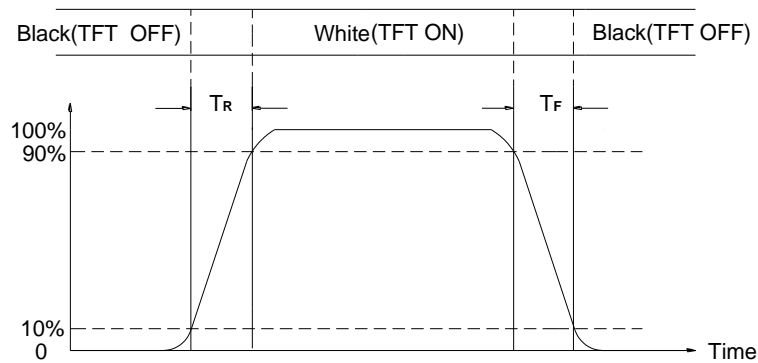 Black(TFT OFF) White(TFT ON) Black(TFT OFF)
TR TF
100%
90%
10%
0
Time